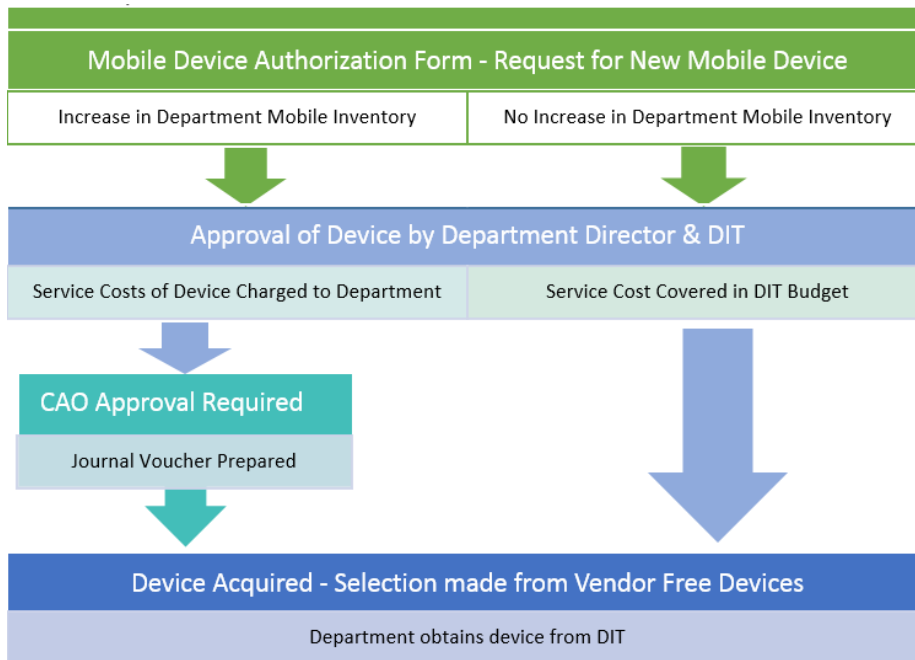 Mobile Device Authorization Form - Request for New Mobile Device
Increase in Department Mobile Inventory
No Increase in Department Mobile Inventory
Approval of Device by Department Director & DIT
Service Costs of Device Charged to Department
Service Cost Covered in DIT Budget
CAO Approval Required
Journal Voucher Prepared
Device Acquired - Selection made from Vendor Free Devices
Department obtains device from DIT